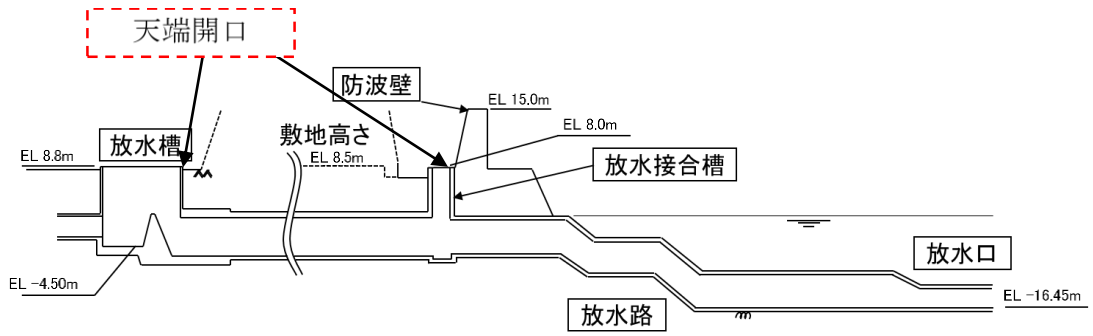 天端開口
防波壁
EL 15.0m
EL 8.0m
放水槽
敷地高さ
EL 8.8m
EL 8.5m
放水接合槽
放水口
EL -4.50m
EL -16.45m
放水路